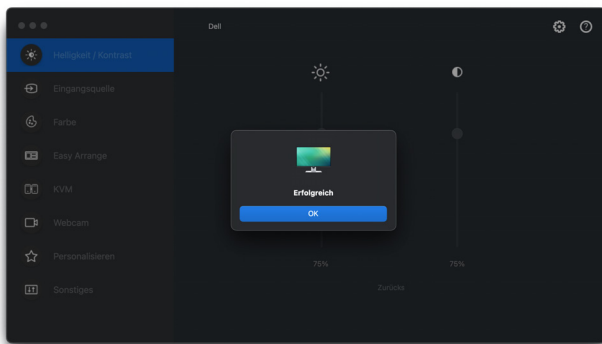 Dell
Helligkeit / Kontrast
Eingangsquelle
Farbe
Easy Arrange
KVM
Webcam
Personalisieren
Sonstiges
Erfolgreich
OK
75%
75%
Zurücks